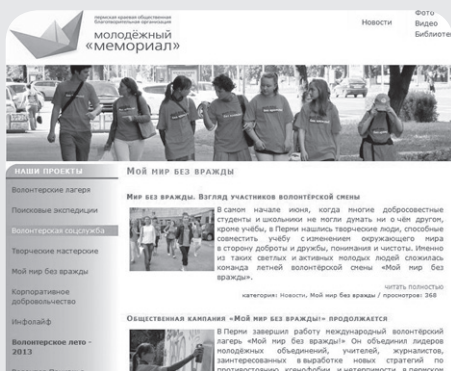 пермская краевая общественная
благотворительная организация
МОЛОДЁЖНЫЙ
«МЕМОРИАЛ»
Новости
Фото
Видео
Библиоте
НАШИ ПРОЕКТЫ
Волонтерские лагеря
Поисковые экспедиции
Волонтерская соцслужба
Творческие мастерские
Мой мир без вражды
Корпоративное
добровольчество
Инфолайф
Волонтерское лето –
2013
МОЙ МИР БЕЗ ВРАЖДЫ
МИР БЕЗ ВРАЖДЫ. ВЗГЛЯД УЧАСТНИКОВ ВОЛОНТЁРСКОЙ СМЕНЫ
В самом начале июня, когда многие добросовестные
студенты и школьники не могли думать ни о чём другом,
кроме учёбы, в Перми нашлись творческие люди, способные
совместить учёбу с изменением окружающего мира
в сторону доброты и дружбы, понимания и чистоты. Именно
из таких светлых и активных молодых людей сложилась
команда летней волонтёрской смены «Мой мир без
вражды».
читать полностью
категория: Новости, Мой мир без вражды / просмотров: 368
ОБЩЕСТВЕННАЯ КАМПАНИЯ «МОЙ МИР БЕЗ ВРАЖДЫ!» ПРОДОЛЖАЕТСЯ
В Перми завершил работу международный волонтёрский
лагерь «Мой мир без вражды!» Он объединил лидеров
молодёжных объединений, учителей, журналистов,
заинтересованных в выработке новых стратегий по
противостоянию ксенофобии и нетерпимости в пермском